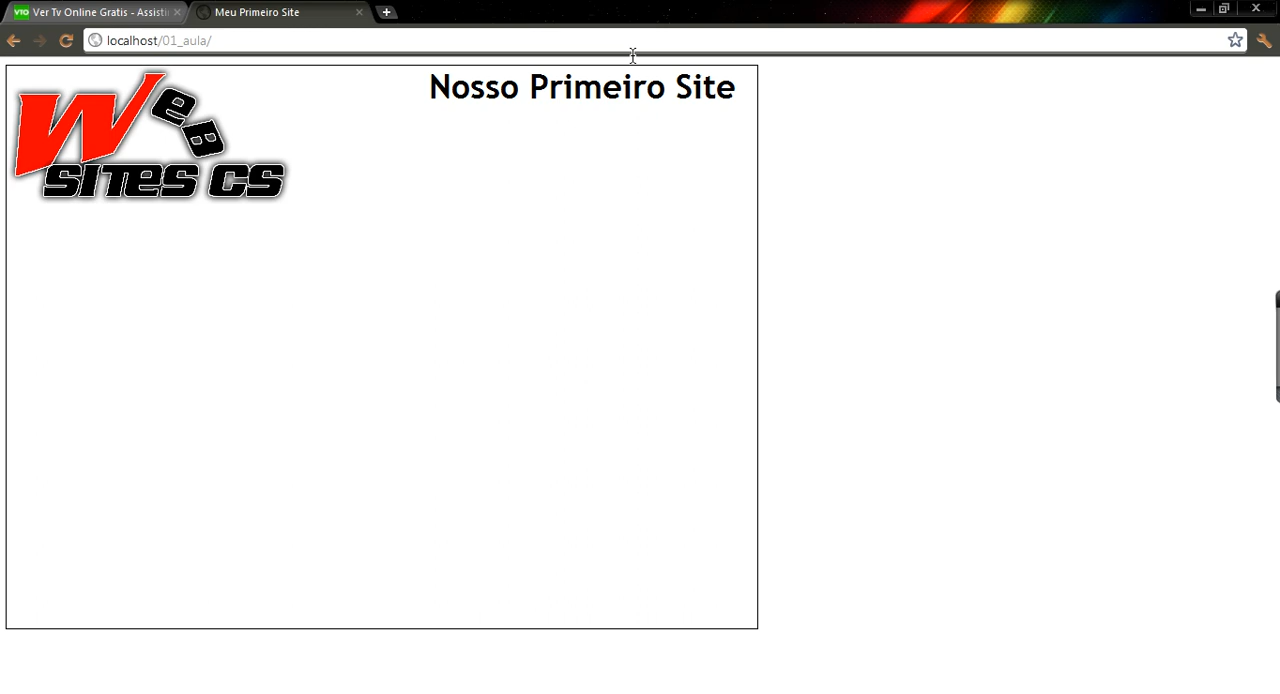 Ver Tv Online Gratis - Assisti
Meu Primeiro Site
localhost/01_aula/
WeB
SITES CS
Nosso Primeiro Site